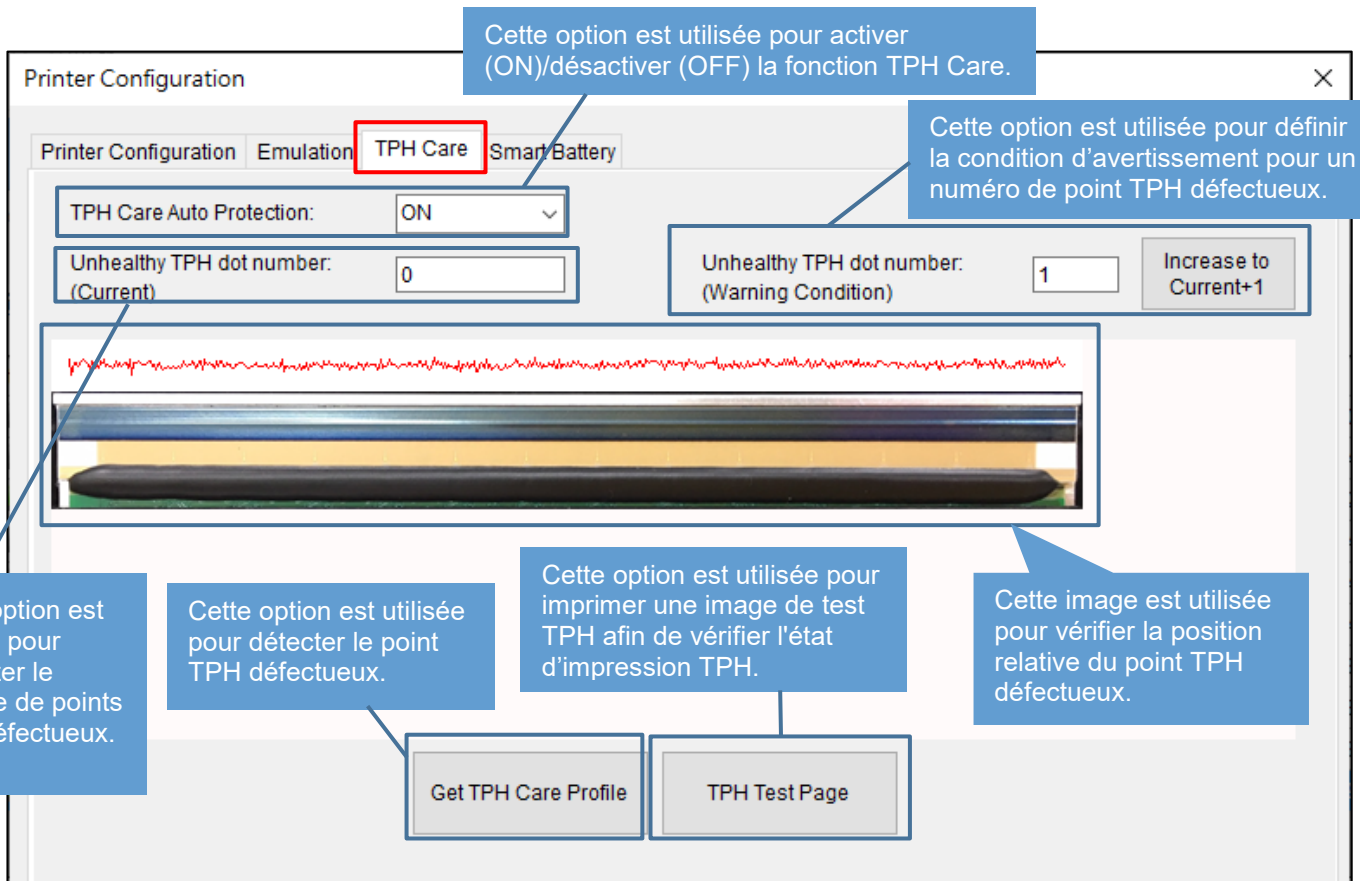 Cette option est utilisée pour activer
(ON)/désactiver (OFF) la fonction TPH Care.
Printer Configuration
Cette option est utilisée pour définir
la condition d’avertissement pour un
numéro de point TPH défectueux.
Printer Configuration
Emulation
TPH Care
Smart Battery
TPH Care Auto Protection:
ON
Unhealthy TPH dot number:
(Current)
0
Unhealthy TPH dot number:
(Warning Condition)
1
Increase to
Current+1
option est
pour
le
de points
Cette option est utilisée
pour détecter le point
TPH défectueux.
Cette option est utilisée pour
imprimer une image de test
TPH afin de vérifier l'état
d’impression TPH.
Cette image est utilisée
pour vérifier la position
relative du point TPH
défectueux.
Get TPH Care Profile
TPH Test Page